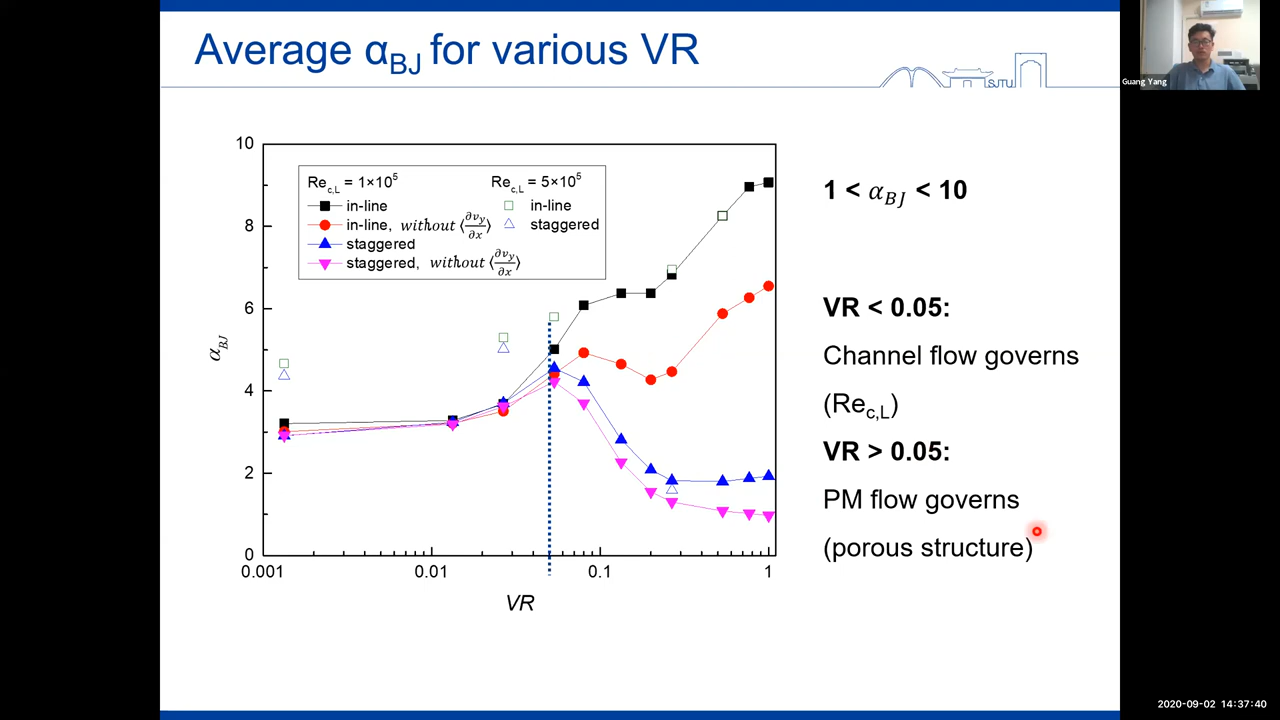 Average αBJ for various VR
SJTU
Guang Yang
10
8
6
4
2
0
αBJ
Rec,L = 1×10⁵
in-line
in-line, without ⟨∂vy/∂x⟩
staggered
staggered, without ⟨∂vy/∂x⟩
Rec,L = 5×10⁵
in-line
staggered
0.001
0.01
0.1
1
VR
1 < αBJ < 10
VR < 0.05:
Channel flow governs
(Rec,L)
VR > 0.05:
PM flow governs
(porous structure)
2020-09-02 14:37:40